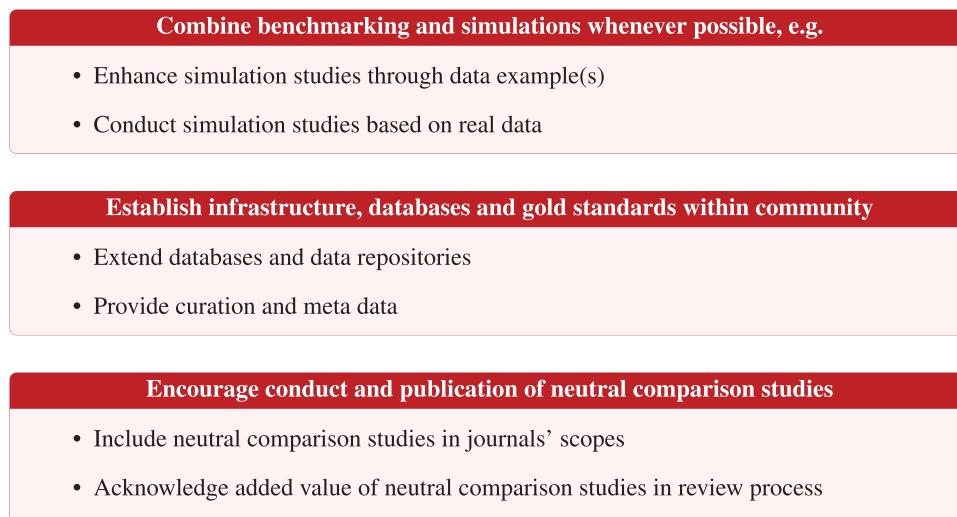 Combine benchmarking and simulations whenever possible, e.g.
• Enhance simulation studies through data example(s)
• Conduct simulation studies based on real data
Establish infrastructure, databases and gold standards within community
• Extend databases and data repositories
• Provide curation and meta data
Encourage conduct and publication of neutral comparison studies
• Include neutral comparison studies in journals’ scopes
• Acknowledge added value of neutral comparison studies in review process